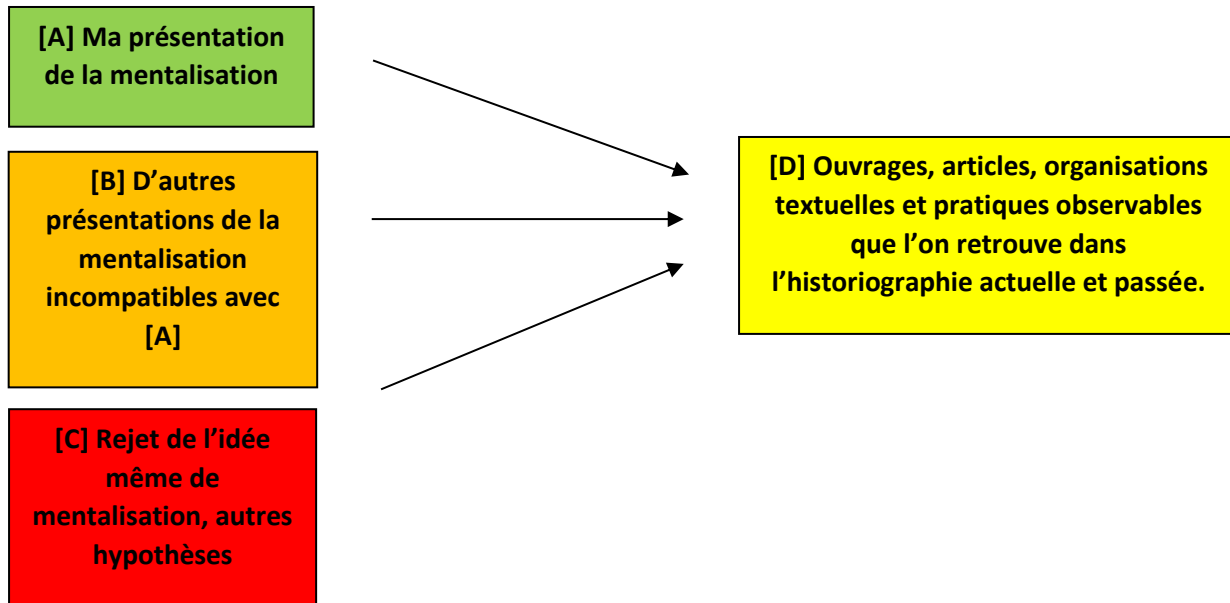 [A] Ma présentation
de la mentalisation
[B] D’autres
présentations de la
mentalisation
incompatibles avec
[A]
[C] Rejet de l’idée
même de
mentalisation, autres
hypothèses
[D] Ouvrages, articles, organisations
textuelles et pratiques observables
que l’on retrouve dans
l’historiographie actuelle et passée.